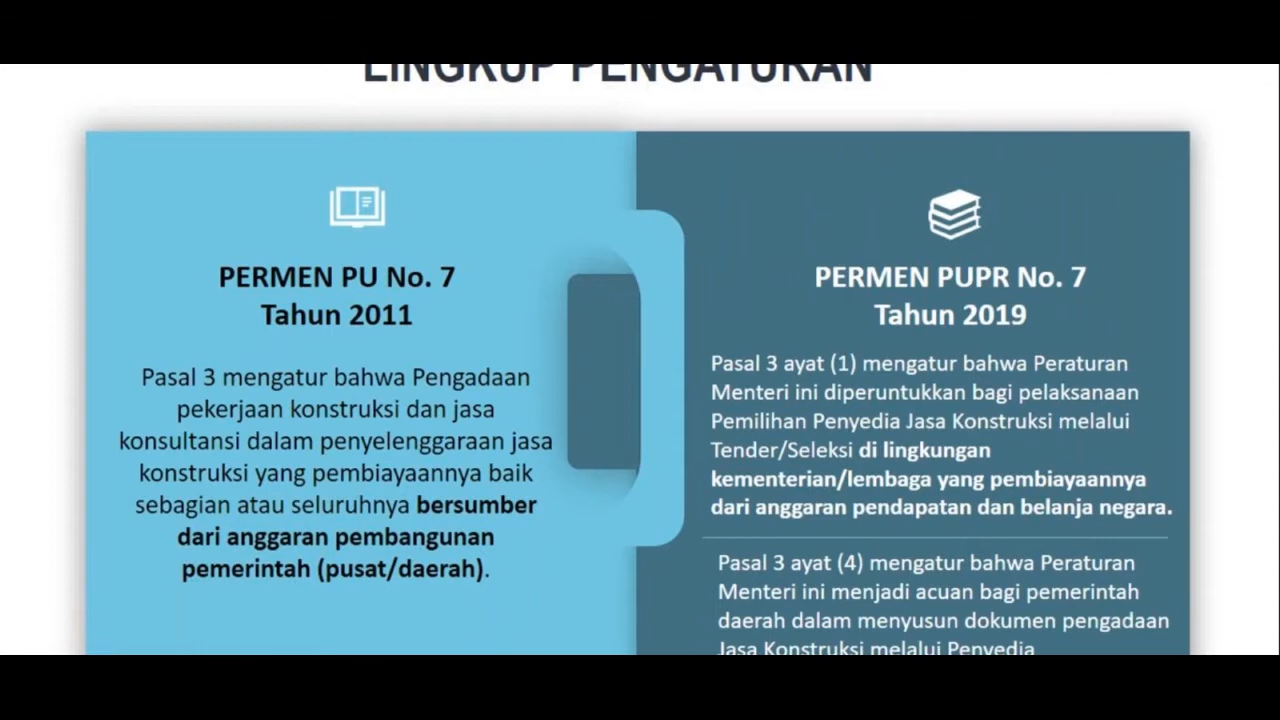 LINGKUP PENGATURAN
PERMEN PU No. 7
Tahun 2011
Pasal 3 mengatur bahwa Pengadaan
pekerjaan konstruksi dan jasa
konsultansi dalam penyelenggaraan jasa
konstruksi yang pembiayaannya baik
sebagian atau seluruhnya bersumber
dari anggaran pembangunan
pemerintah (pusat/daerah).
PERMEN PUPR No. 7
Tahun 2019
Pasal 3 ayat (1) mengatur bahwa Peraturan
Menteri ini diperuntukkan bagi pelaksanaan
Pemilihan Penyedia Jasa Konstruksi melalui
Tender/Seleksi di lingkungan
kementerian/lembaga yang pembiayaannya
dari anggaran pendapatan dan belanja negara.
Pasal 3 ayat (4) mengatur bahwa Peraturan
Menteri ini menjadi acuan bagi pemerintah
daerah dalam menyusun dokumen pengadaan
Jasa Konstruksi melalui Penyedia